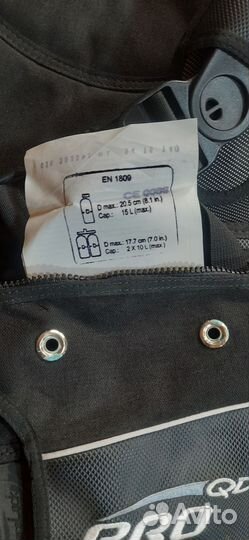 EN 1809
CE 0098
D max.: 20.5 cm (8.1 in.)
Cap.: 15 L (max.)
D max.: 17.7 cm (7.0 in.)
Cap.: 2 X 10 L (max.)
QD
PRO
Avito